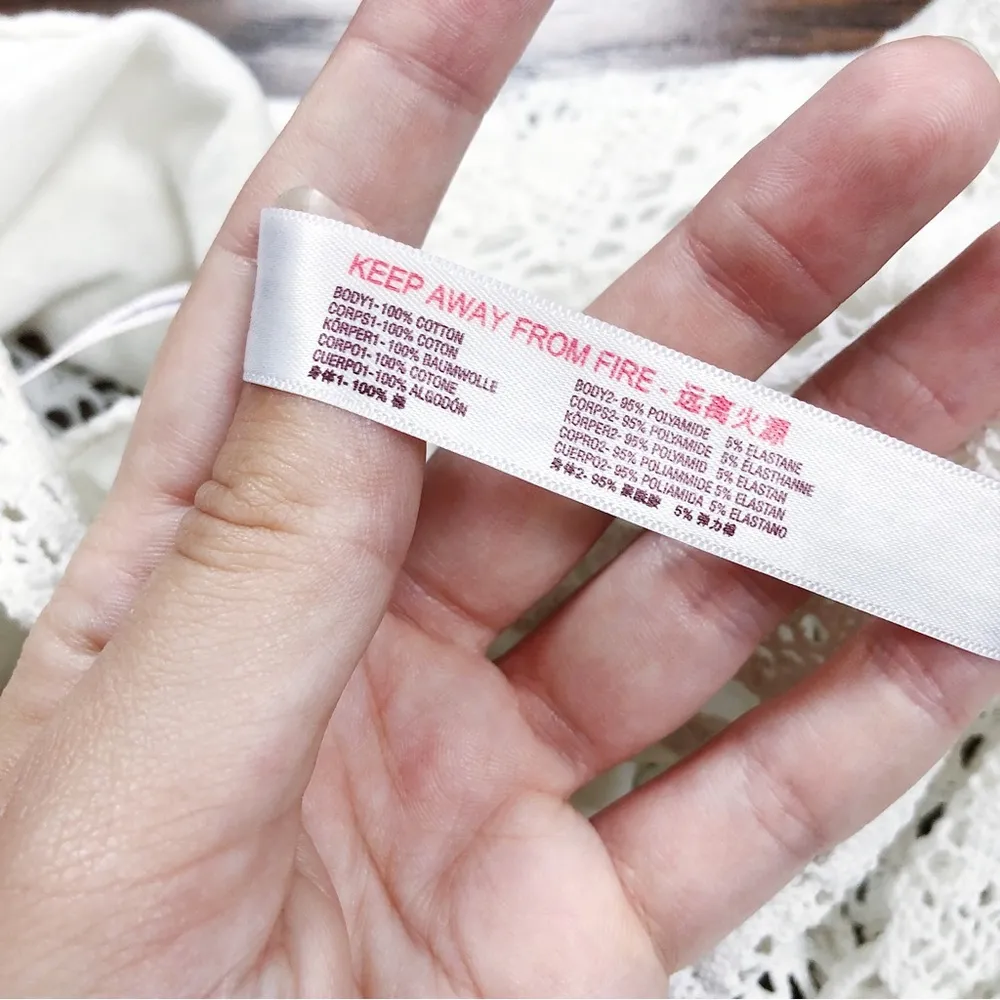 KEEP AWAY FROM FIRE - 远离火源
BODY1-100% COTTON
CORPS1-100% COTON
KÖRPER1-100% BAUMWOLLE
CORPO1-100% COTONE
CUERPO1-100% ALGODÓN
身体1- 100% 棉
BODY2- 95% POLYAMIDE 5% ELASTANE
CORPS2- 95% POLYAMIDE 5% ELASTHANNE
KÖRPER2- 95% POLYAMID 5% ELASTAN
COPRO2- 95% POLIAMMIDE 5% ELASTAN
CUERPO2- 95% POLIAMIDA 5% ELASTANO
身体2- 95% 聚酰胺 5% 弹力棉